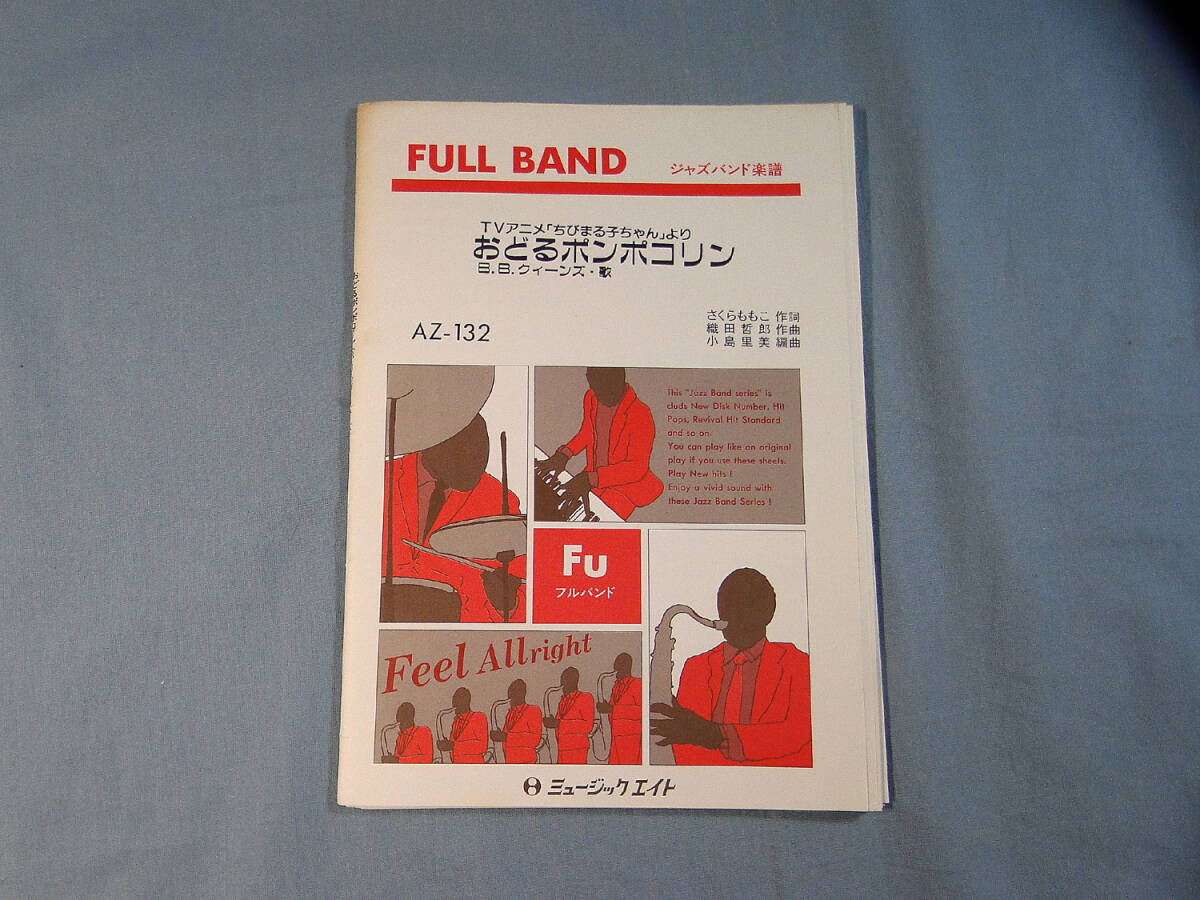 FULL BAND
ジャズバンド楽譜
TVアニメ「ちびまる子ちゃん」より
おどるポンポコリン
B.B.クィーンズ・歌
AZ-132
さくらももこ 作詞
織田哲郎 作曲
小島里美 編曲
This "Jazz Band series" is
cluds New Disk Number, Hit
Pops, Revival Hit Standard
and so on.
You can play like an original
play if you use these sheets.
Play New hits !
Enjoy a vivid sound with
these Jazz Band Series !
Fu
フルバンド
Feel Allright
ミュージックエイト